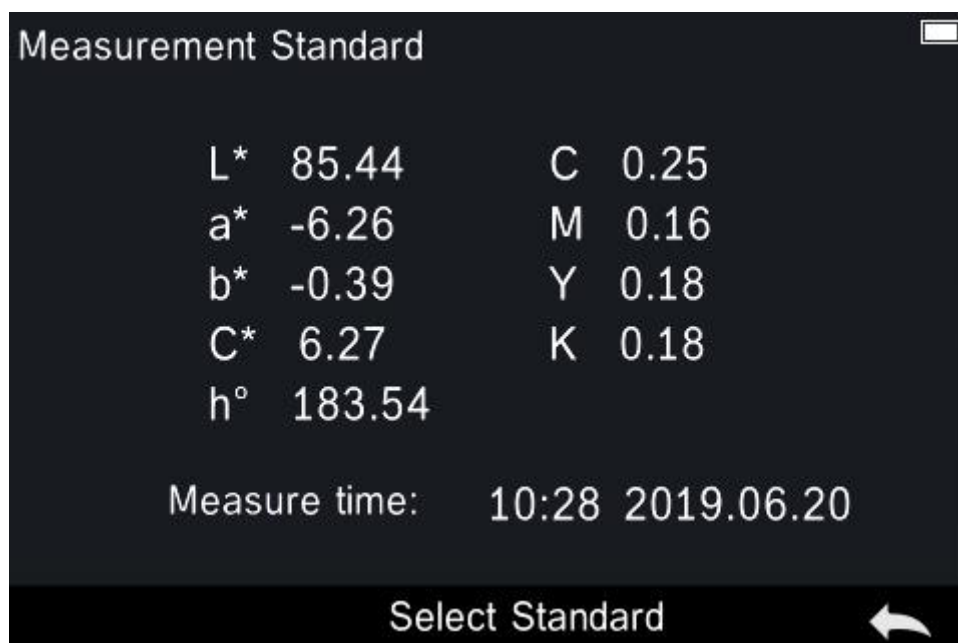 Measurement Standard
L* 85.44 C 0.25
a* -6.26 M 0.16
b* -0.39 Y 0.18
C* 6.27 K 0.18
h° 183.54
Measure time: 10:28 2019.06.20
Select Standard